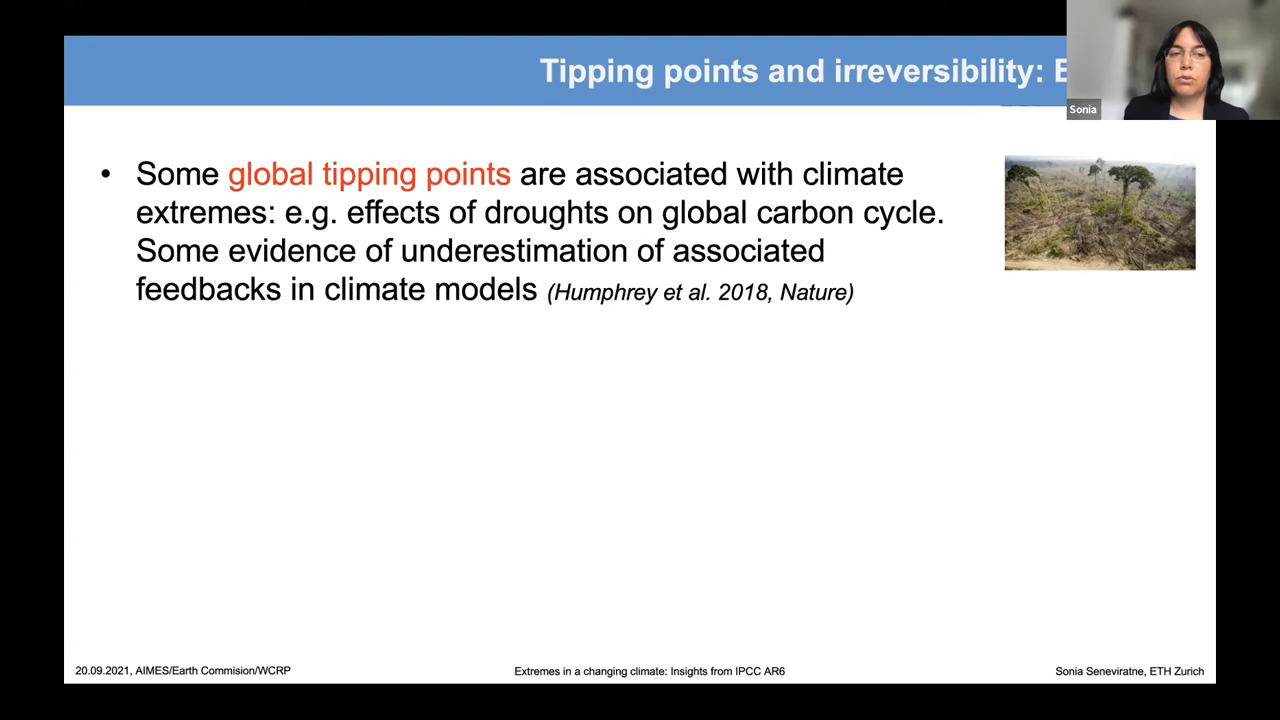 Tipping points and irreversibility:
Sonia
• Some global tipping points are associated with climate
extremes: e.g. effects of droughts on global carbon cycle.
Some evidence of underestimation of associated
feedbacks in climate models (Humphrey et al. 2018, Nature)
20.09.2021, AIMES/Earth Commision/WCRP
Extremes in a changing climate: Insights from IPCC AR6
Sonia Seneviratne, ETH Zurich